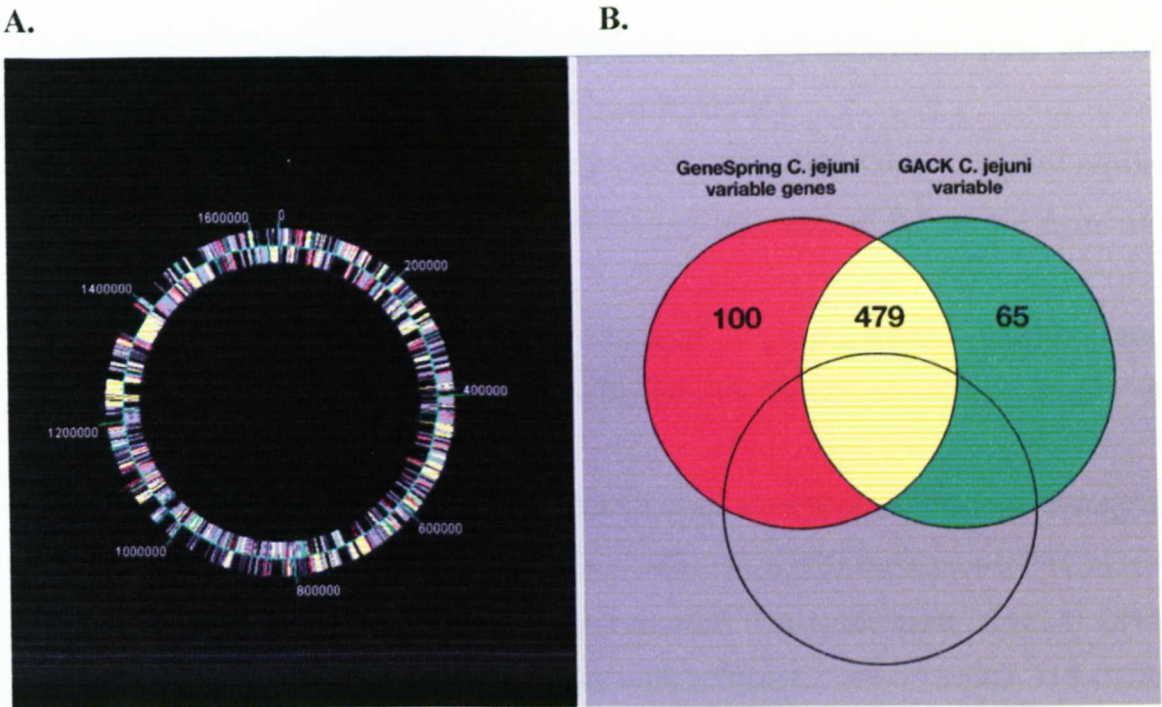 A.
B.
1600000
0
200000
1400000
400000
1200000
600000
1000000
800000
GeneSpring C. jejuni
variable genes
GACK C. jejuni
variable
100
479
65